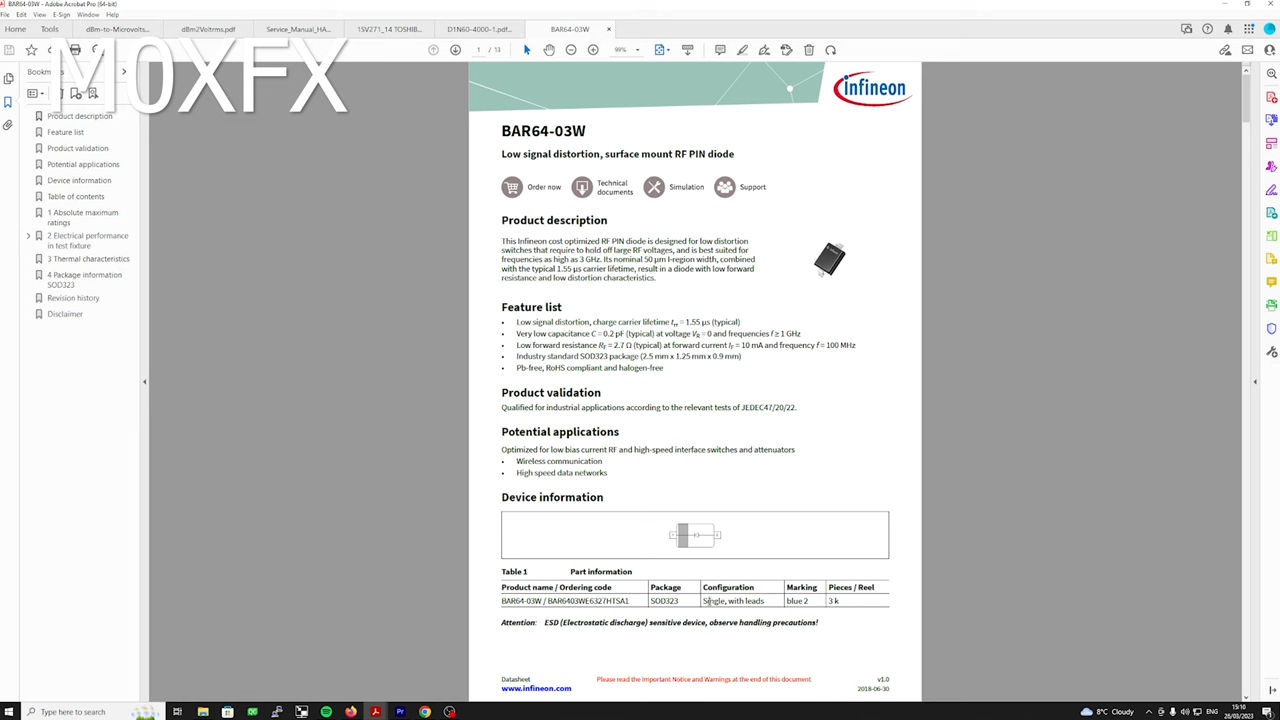 BAR64-03W - Adobe Acrobat Pro (64-bit)
File Edit View E-Sign Window Help
Home Tools dBm-to-Microvolts... dBm2Voltrms.pdf Service_Manual_HA... 1SV271_14 TOSHIB... D1N60-4000-1.pdf... BAR64-03W ×
1 / 13 99%
M0XFX
Bookm
Product description
Feature list
Product validation
Potential applications
Device information
Table of contents
1 Absolute maximum
ratings
2 Electrical performance
in test fixture
3 Thermal characteristics
4 Package information
SOD323
Revision history
Disclaimer
infineon
BAR64-03W
Low signal distortion, surface mount RF PIN diode
Order now Technical documents Simulation Support
Product description
This Infineon cost optimized RF PIN diode is designed for low distortion
switches that require to hold off large RF voltages, and is best suited for
frequencies as high as 3 GHz. Its nominal 50 μm I-region width, combined
with the typical 1.55 μs carrier lifetime, result in a diode with low forward
resistance and low distortion characteristics.
Feature list
• Low signal distortion, charge carrier lifetime τrr = 1.55 μs (typical)
• Very low capacitance C = 0.2 pF (typical) at voltage VR = 0 and frequencies f ≥ 1 GHz
• Low forward resistance RF = 2.7 Ω (typical) at forward current IF = 10 mA and frequency f = 100 MHz
• Industry standard SOD323 package (2.5 mm x 1.25 mm x 0.9 mm)
• Pb-free, RoHS compliant and halogen-free
Product validation
Qualified for industrial applications according to the relevant tests of JEDEC47/20/22.
Potential applications
Optimized for low bias current RF and high-speed interface switches and attenuators
• Wireless communication
• High speed data networks
Device information
Table 1 Part information
Product name / Ordering code Package Configuration Marking Pieces / Reel
BAR64-03W / BAR6403WE6327HTSA1 SOD323 Single, with leads blue 2 3 k
Attention: ESD (Electrostatic discharge) sensitive device, observe handling precautions!
Datasheet Please read the Important Notice and Warnings at the end of this document v1.0
www.infineon.com 2018-06-30
Type here to search 8°C Cloudy ENG 15:10
26/03/2023